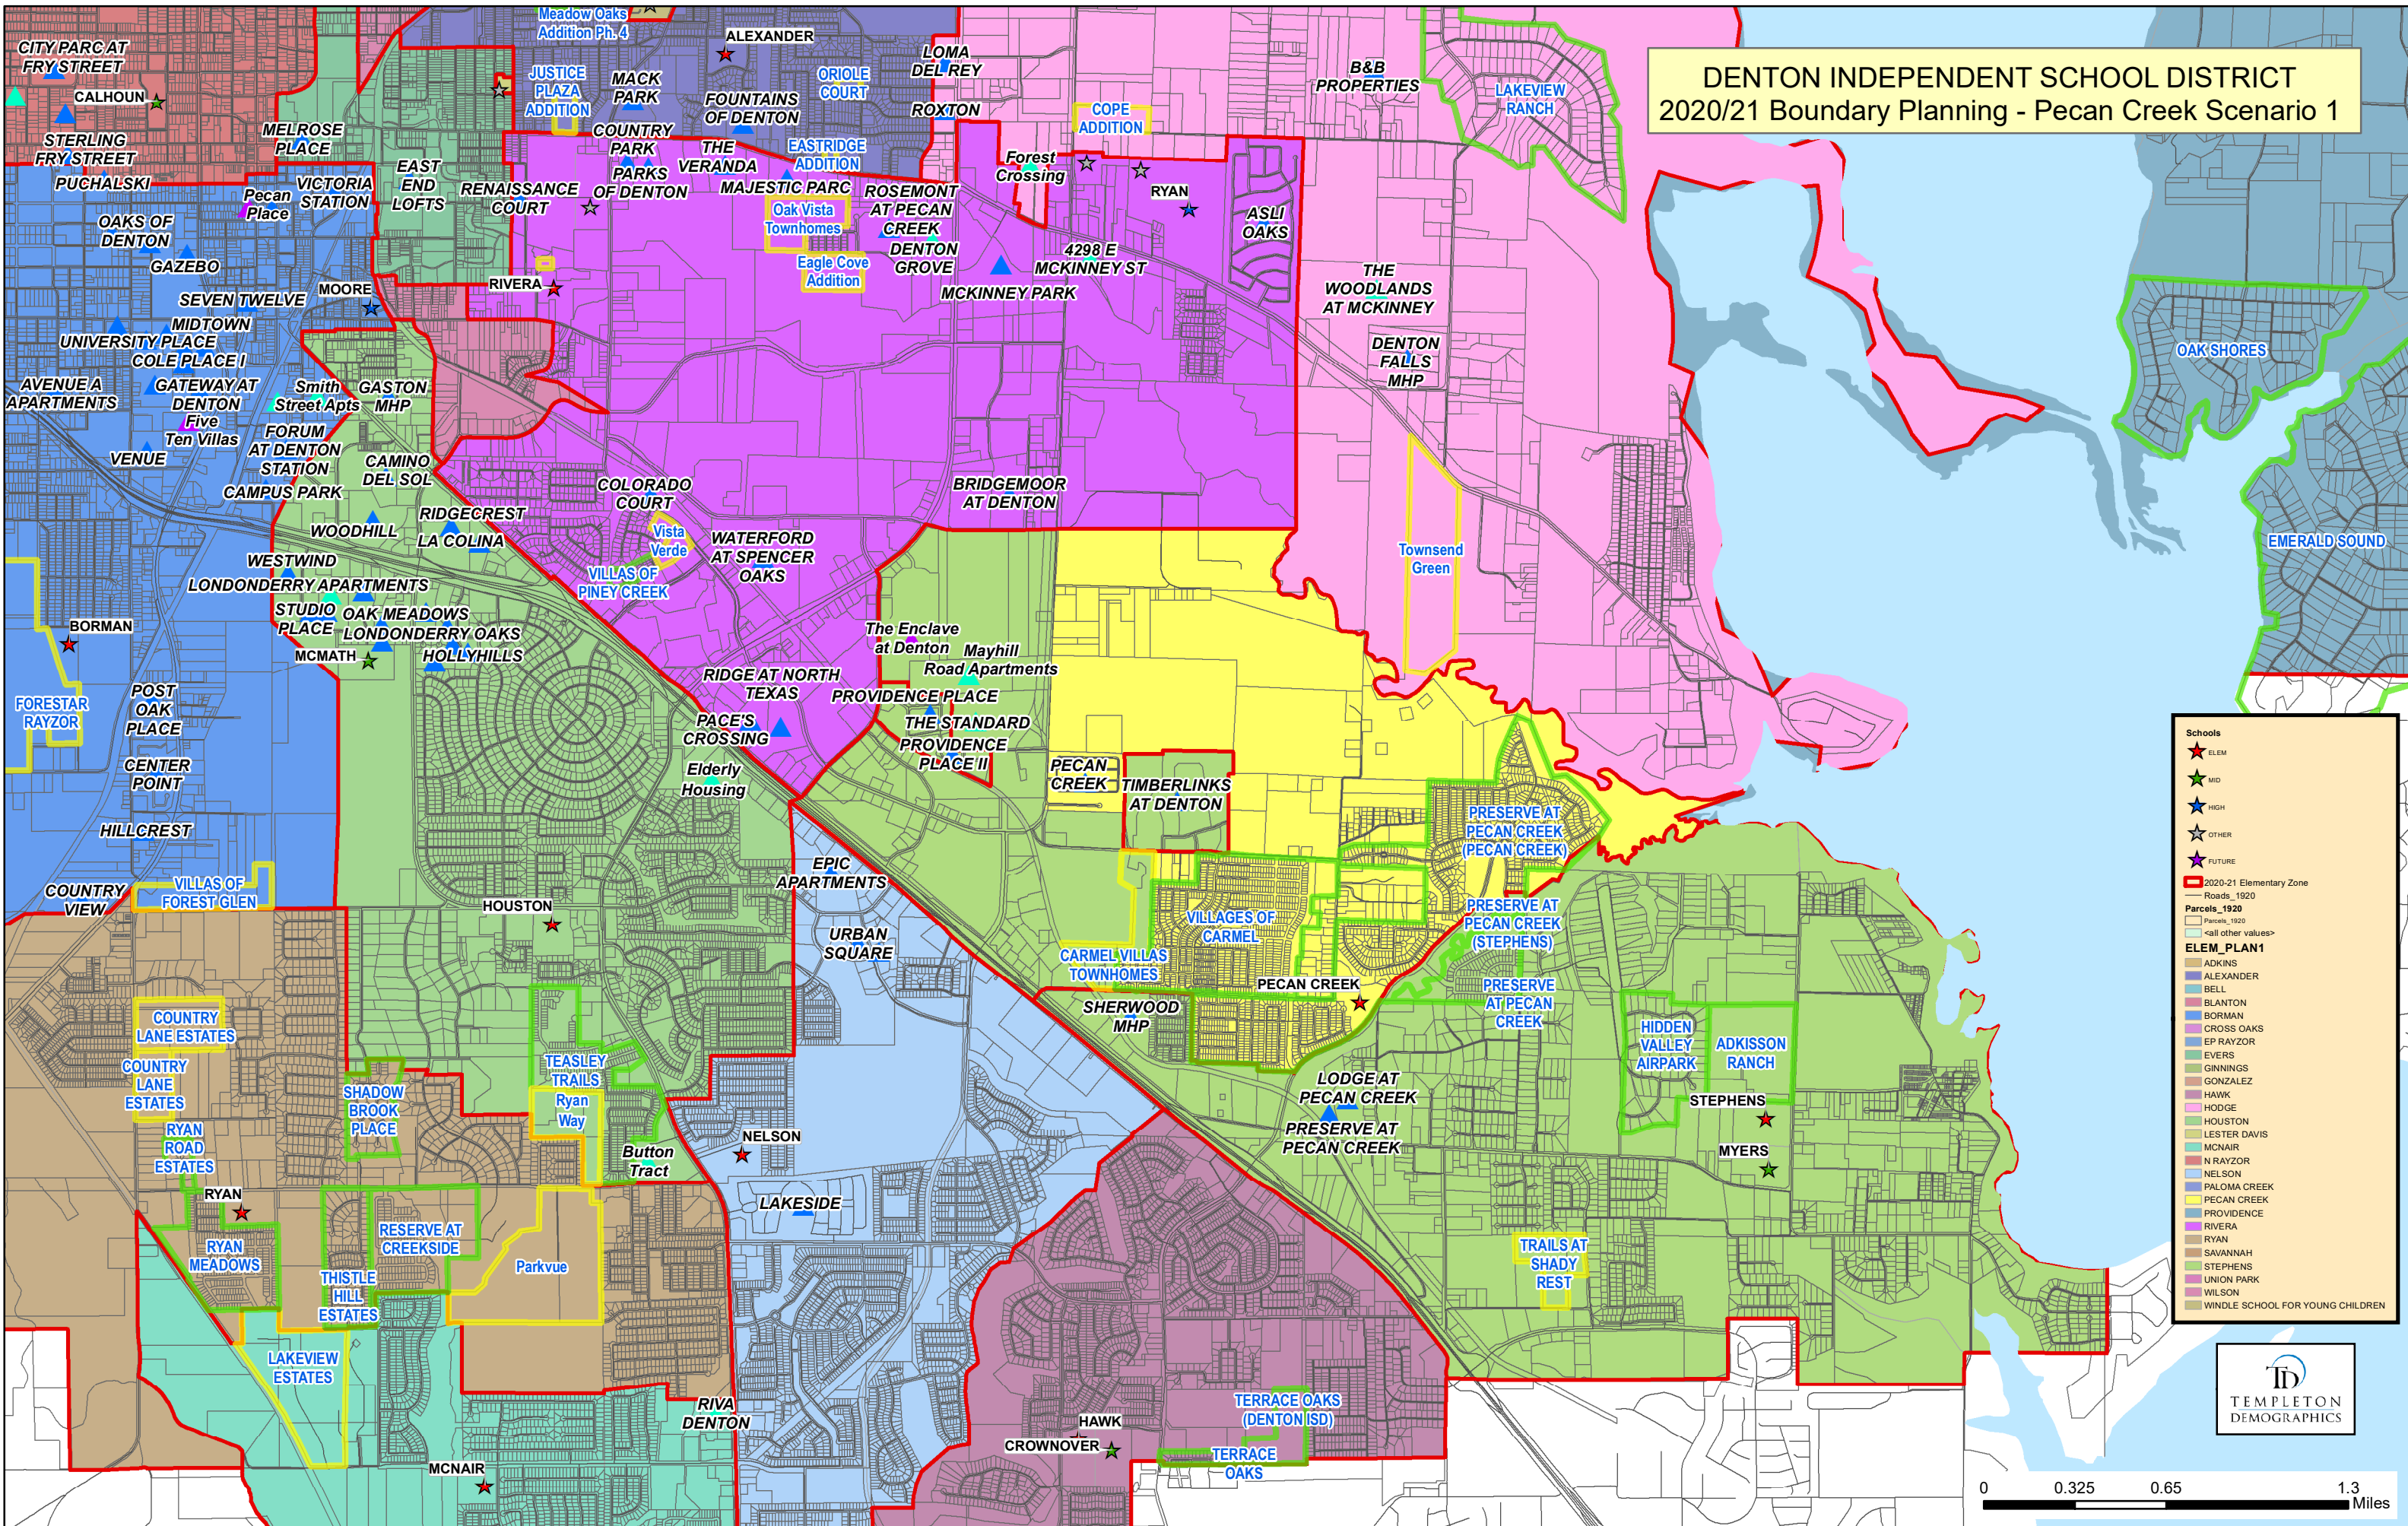 DENTON INDEPENDENT SCHOOL DISTRICT
2020/21 Boundary Planning - Pecan Creek Scenario 1
Meadow Oaks
Addition Ph. 4
ALEXANDER
CITY PARC AT
FRY STREET
CALHOUN
STERLING
FRY STREET
PUCHALSKI
MELROSE
PLACE
JUSTICE
PLAZA
ADDITION
MACK
PARK
FOUNTAINS
OF DENTON
ORIOLE
COURT
LOMA
DEL REY
ROXTON
B&B
PROPERTIES
COPE
ADDITION
LAKEVIEW
RANCH
COUNTRY
PARK
PARKS
OF DENTON
THE
VERANDA
EASTRIDGE
ADDITION
MAJESTIC PARC
Oak Vista
Townhomes
Eagle Cove
Addition
ROSEMONT
AT PECAN
CREEK
DENTON
GROVE
Forest
Crossing
RYAN
ASLI
OAKS
4298 E
MCKINNEY ST
MCKINNEY PARK
Pecan
Place
VICTORIA
STATION
EAST
END
LOFTS
RENAISSANCE
COURT
OAKS OF
DENTON
GAZEBO
SEVEN TWELVE
MOORE
RIVERA
MIDTOWN
UNIVERSITY PLACE
COLE PLACE I
AVENUE A
APARTMENTS
GATEWAY AT
DENTON
Five
Ten Villas
Smith
Street Apts
GASTON
MHP
VENUE
FORUM
AT DENTON
STATION
CAMINO
DEL SOL
CAMPUS PARK
WOODHILL
RIDGECREST
LA COLINA
COLORADO
COURT
Vista
Verde
VILLAS OF
PINEY CREEK
WATERFORD
AT SPENCER
OAKS
BRIDGEMOOR
AT DENTON
THE
WOODLANDS
AT MCKINNEY
DENTON
FALLS
MHP
Townsend
Green
OAK SHORES
EMERALD SOUND
WESTWIND
LONDONDERRY APARTMENTS
STUDIO
PLACE
OAK MEADOWS
LONDONDERRY OAKS
HOLLYHILLS
MCMATH
BORMAN
FORESTAR
RAYZOR
POST
OAK
PLACE
CENTER
POINT
HILLCREST
COUNTRY
VIEW
VILLAS OF
FOREST GLEN
The Enclave
at Denton
Mayhill
Road Apartments
RIDGE AT NORTH
TEXAS
PROVIDENCE PLACE
THE STANDARD
PROVIDENCE
PLACE II
PACE'S
CROSSING
Elderly
Housing
PECAN
CREEK
TIMBERLINKS
AT DENTON
PRESERVE AT
PECAN CREEK
(PECAN CREEK)
EPIC
APARTMENTS
URBAN
SQUARE
HOUSTON
VILLAGES OF
CARMEL
CARMEL VILLAS
TOWNHOMES
PRESERVE AT
PECAN CREEK
(STEPHENS)
PECAN CREEK
PRESERVE
AT PECAN
CREEK
SHERWOOD
MHP
HIDDEN
VALLEY
AIRPARK
ADKISSON
RANCH
STEPHENS
MYERS
LODGE AT
PECAN CREEK
PRESERVE AT
PECAN CREEK
COUNTRY
LANE ESTATES
COUNTRY
LANE
ESTATES
SHADOW
BROOK
PLACE
TEASLEY
TRAILS
Ryan
Way
Button
Tract
NELSON
LAKESIDE
RYAN
ROAD
ESTATES
RYAN
RYAN
MEADOWS
RESERVE AT
CREEKSIDE
THISTLE
HILL
ESTATES
Parkvue
TRAILS AT
SHADY
REST
LAKEVIEW
ESTATES
RIVA
DENTON
MCNAIR
HAWK
CROWNOVER
TERRACE OAKS
(DENTON ISD)
TERRACE
OAKS
Schools
ELEM
MID
HIGH
OTHER
FUTURE
2020-21 Elementary Zone
Roads_1920
Parcels_1920
Parcels_1920
<all other values>
ELEM_PLAN1
ADKINS
ALEXANDER
BELL
BLANTON
BORMAN
CROSS OAKS
EP RAYZOR
EVERS
GINNINGS
GONZALEZ
HAWK
HODGE
HOUSTON
LESTER DAVIS
MCNAIR
N RAYZOR
NELSON
PALOMA CREEK
PECAN CREEK
PROVIDENCE
RIVERA
RYAN
SAVANNAH
STEPHENS
UNION PARK
WILSON
WINDLE SCHOOL FOR YOUNG CHILDREN
TD
TEMPLETON
DEMOGRAPHICS
0 0.325 0.65 1.3
Miles